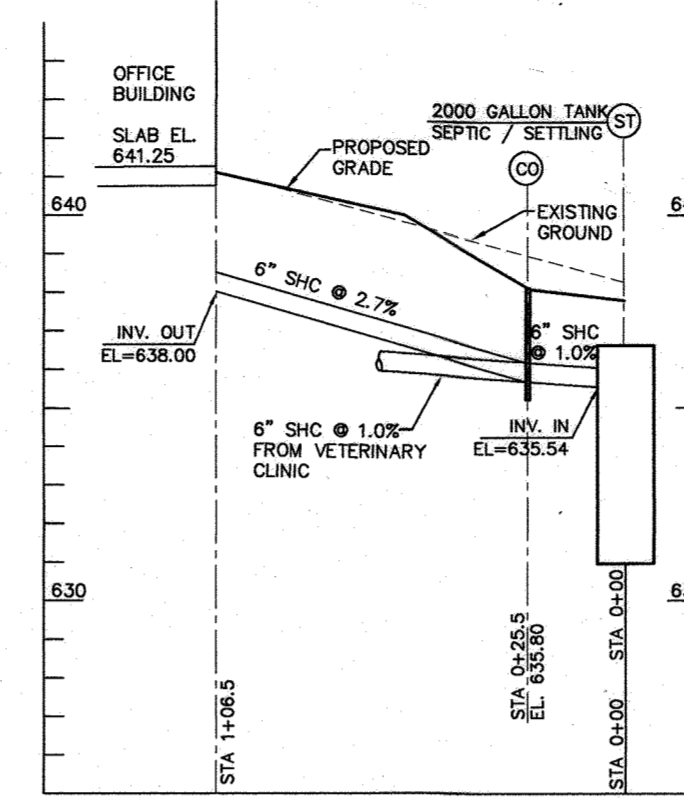 OFFICE
BUILDING
SLAB EL.
641.25
2000 GALLON TANK
SEPTIC / SETTLING
ST
CO
PROPOSED
GRADE
EXISTING
GROUND
640
6" SHC @ 2.7%
6" SHC
@ 1.0%
INV. OUT
EL=638.00
6" SHC @ 1.0%
FROM VETERINARY
CLINIC
INV. IN
EL=635.54
630
STA 1+06.5
STA 0+25.5
EL. 635.80
STA 0+00
STA 0+00